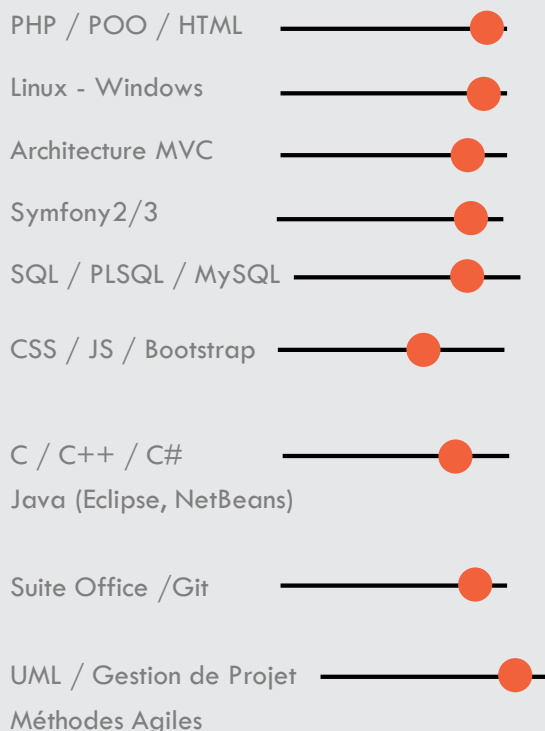 PHP / POO / HTML
Linux - Windows
Architecture MVC
Symfony2/3
SQL / PLSQL / MySQL
CSS / JS / Bootstrap
C / C++ / C#
Java (Eclipse, NetBeans)
Suite Office /Git
UML / Gestion de Projet
Méthodes Agiles